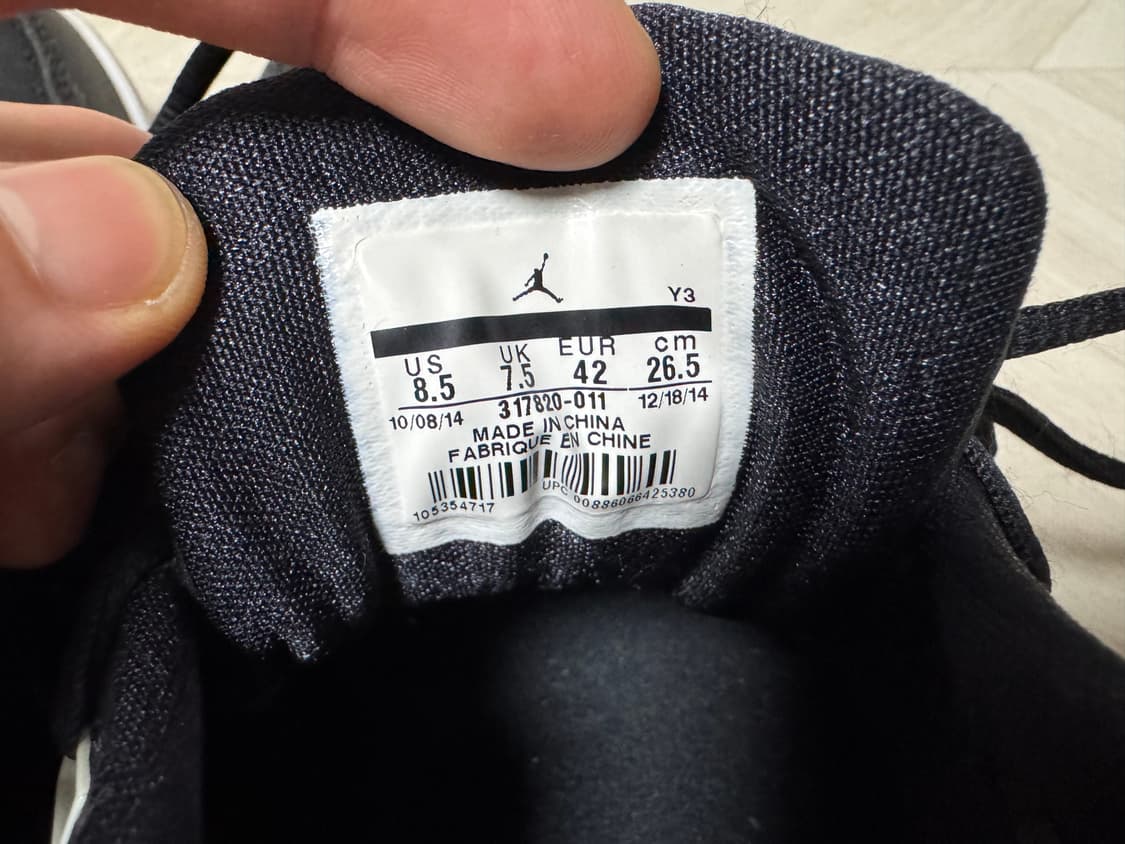 Y3
US UK EUR cm
8.5 7.5 42 26.5
10/08/14 317820-011 12/18/14
MADE IN CHINA
FABRIQUE EN CHINE
105354717 UPC 00886066425380